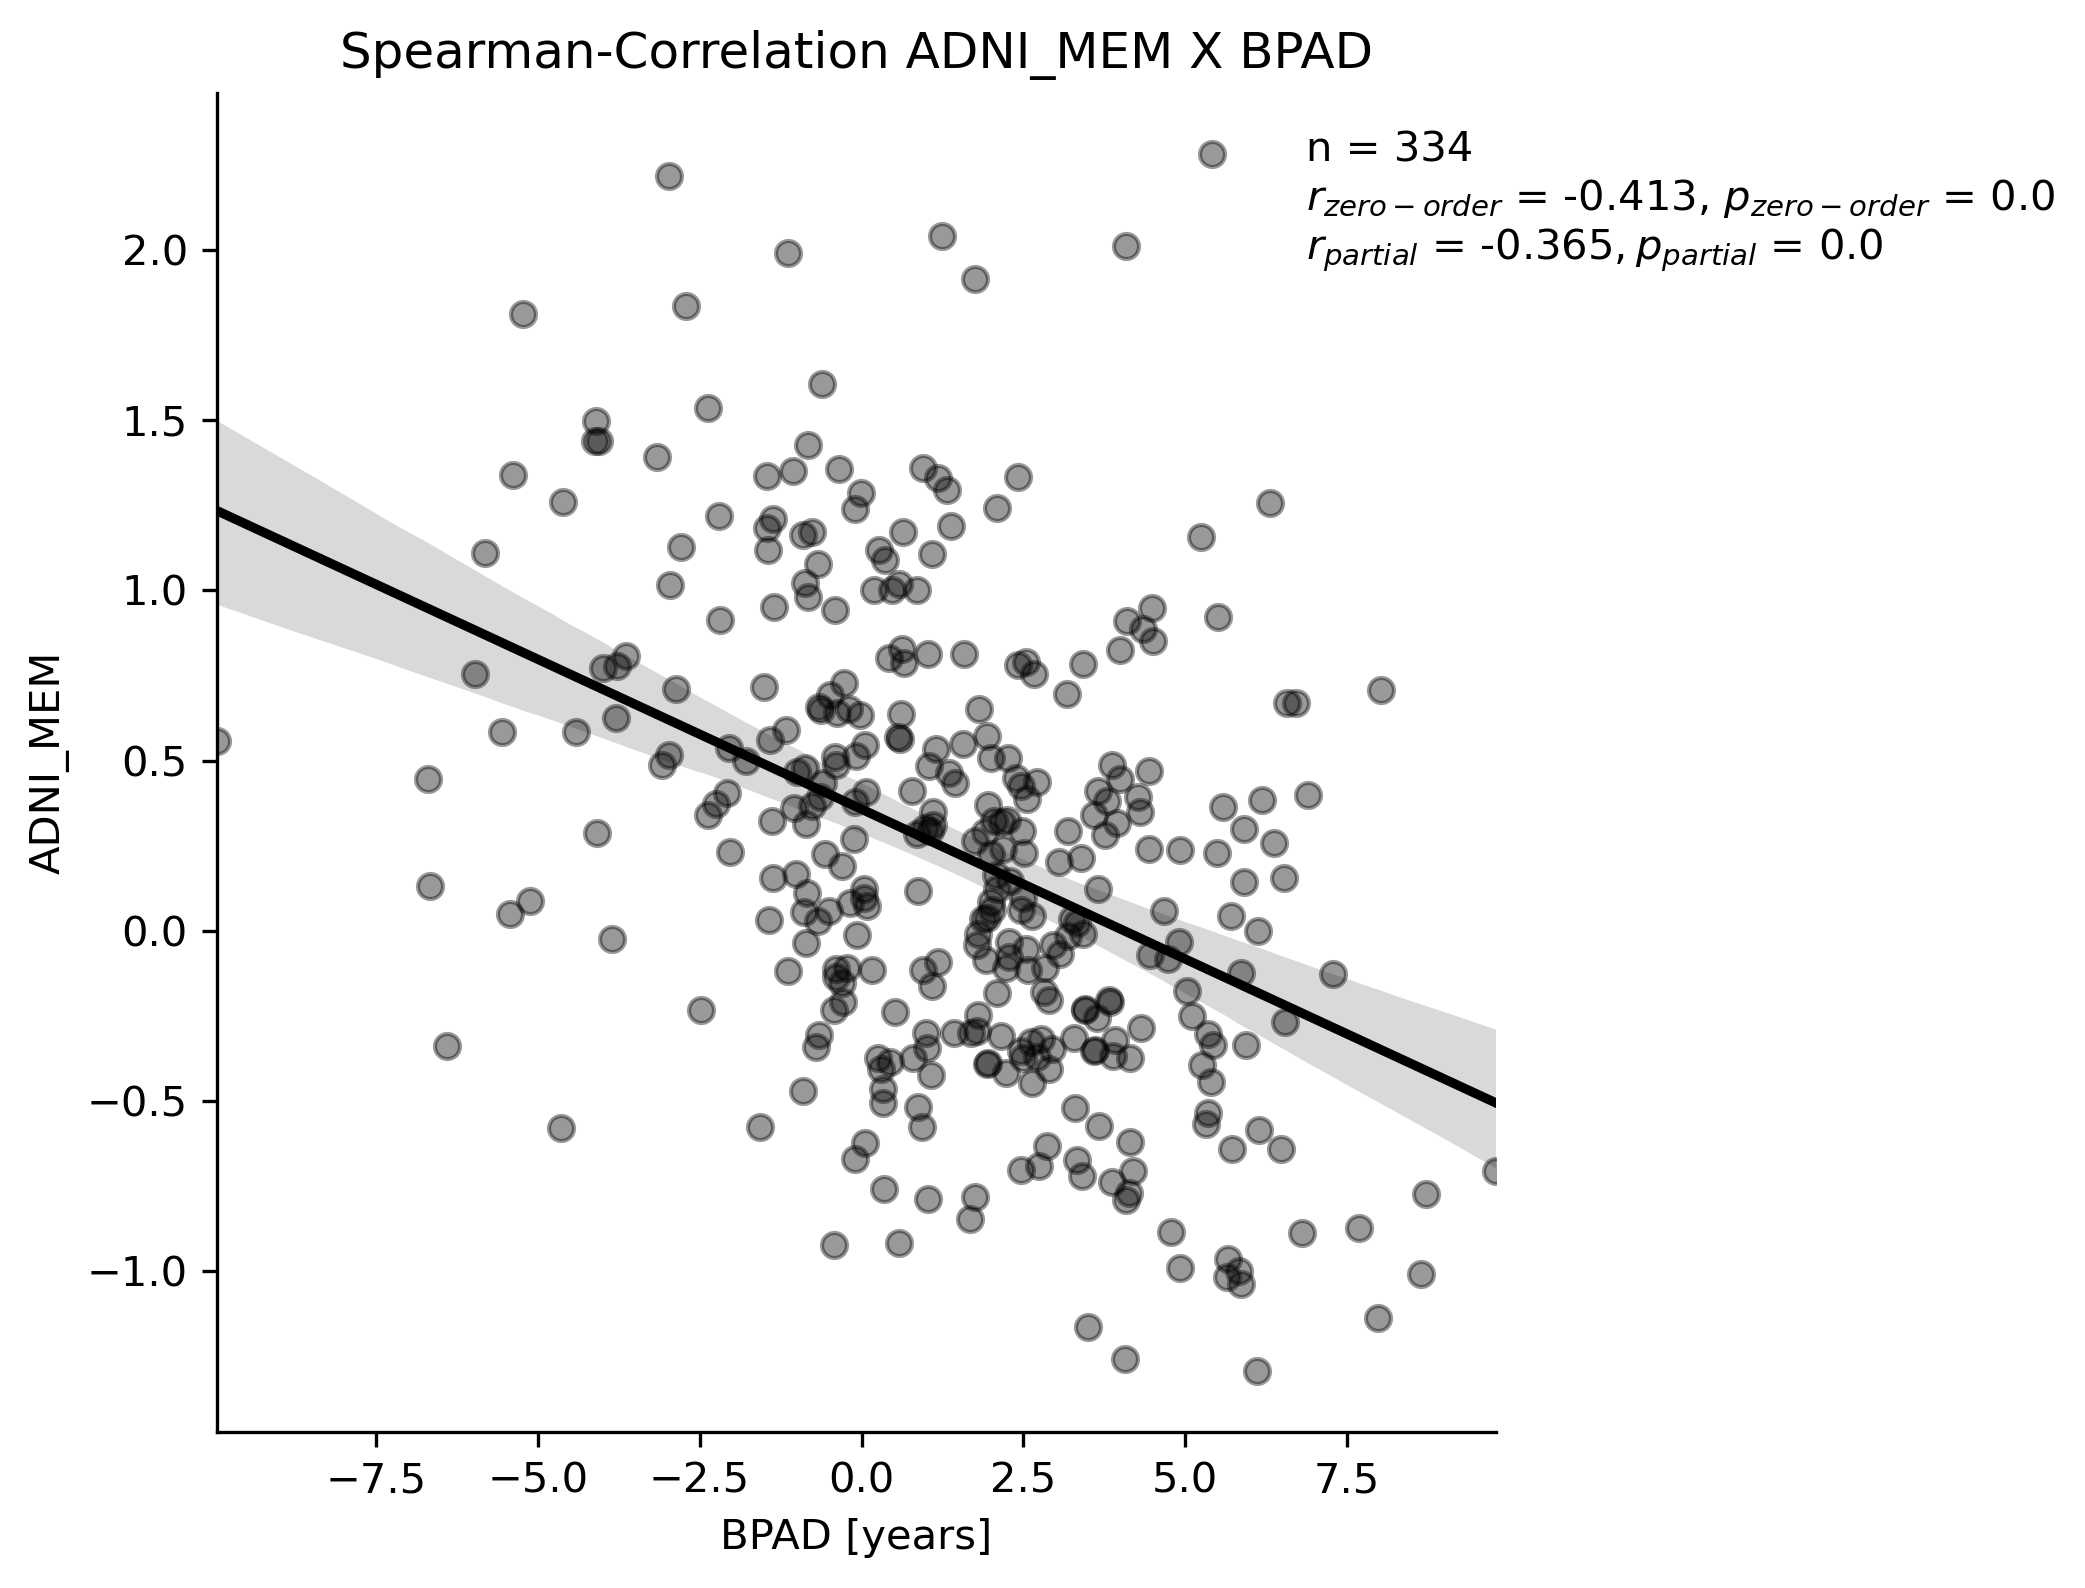 Spearman-Correlation ADNI_MEM X BPAD
n = 334
r_zero−order = -0.413, p_zero−order = 0.0
r_partial = -0.365, p_partial = 0.0
ADNI_MEM
2.0
1.5
1.0
0.5
0.0
−0.5
−1.0
−7.5 −5.0 −2.5 0.0 2.5 5.0 7.5
BPAD [years]